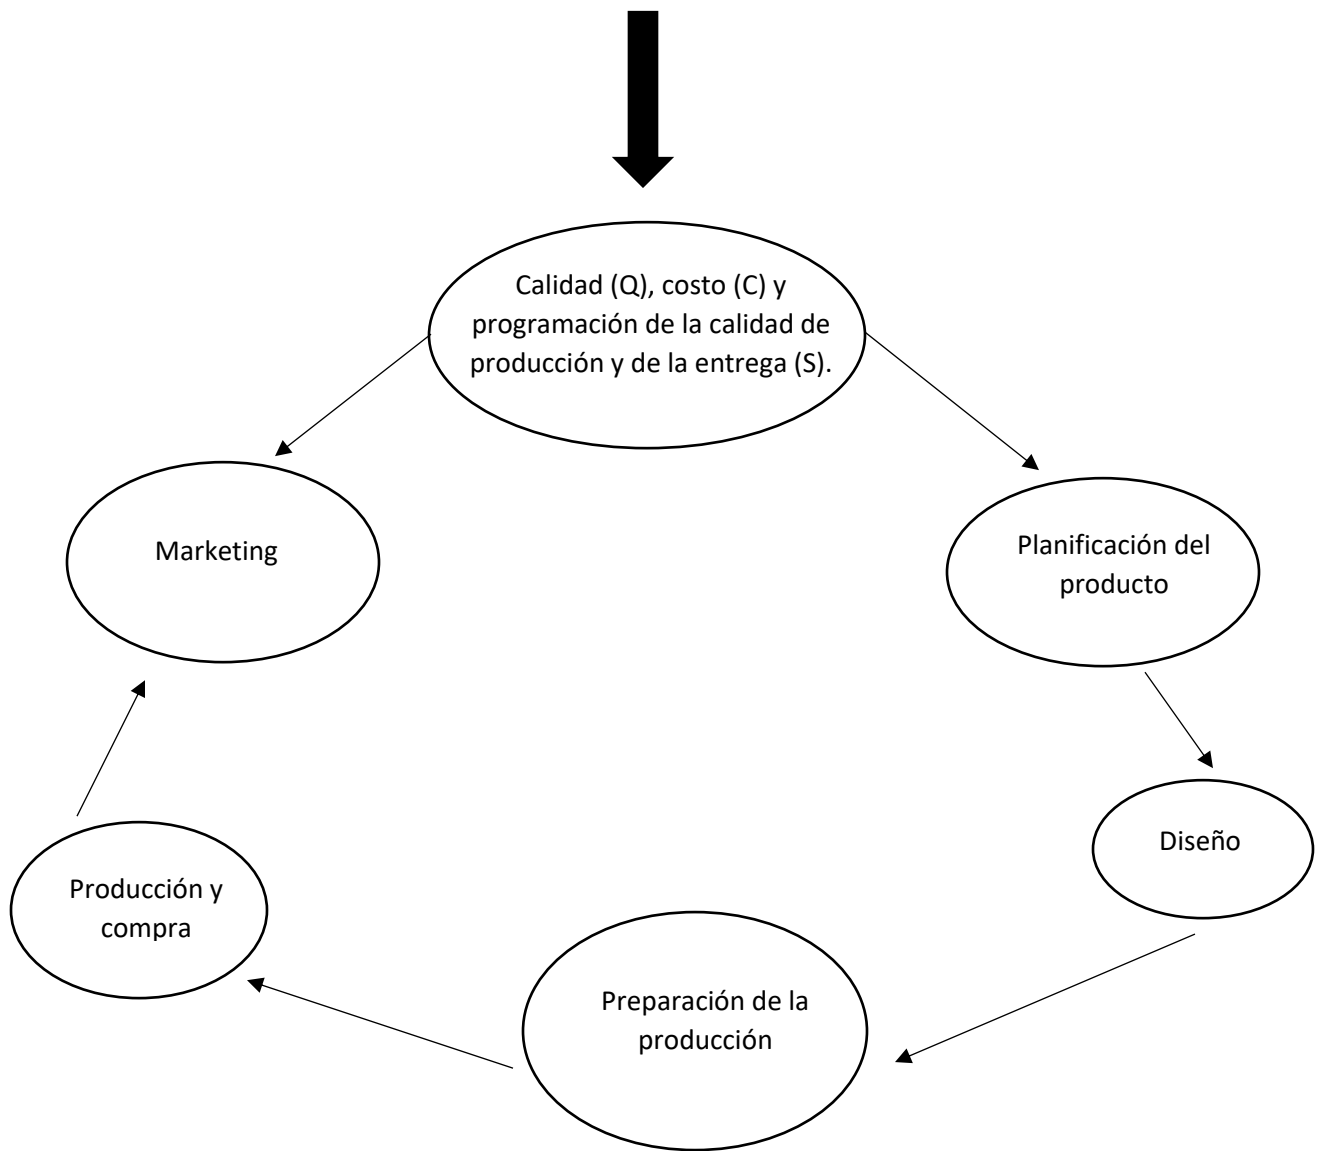 Calidad (Q), costo (C) y
programación de la calidad de
producción y de la entrega (S).
Marketing
Planificación del
producto
Diseño
Producción y
compra
Preparación de la
producción